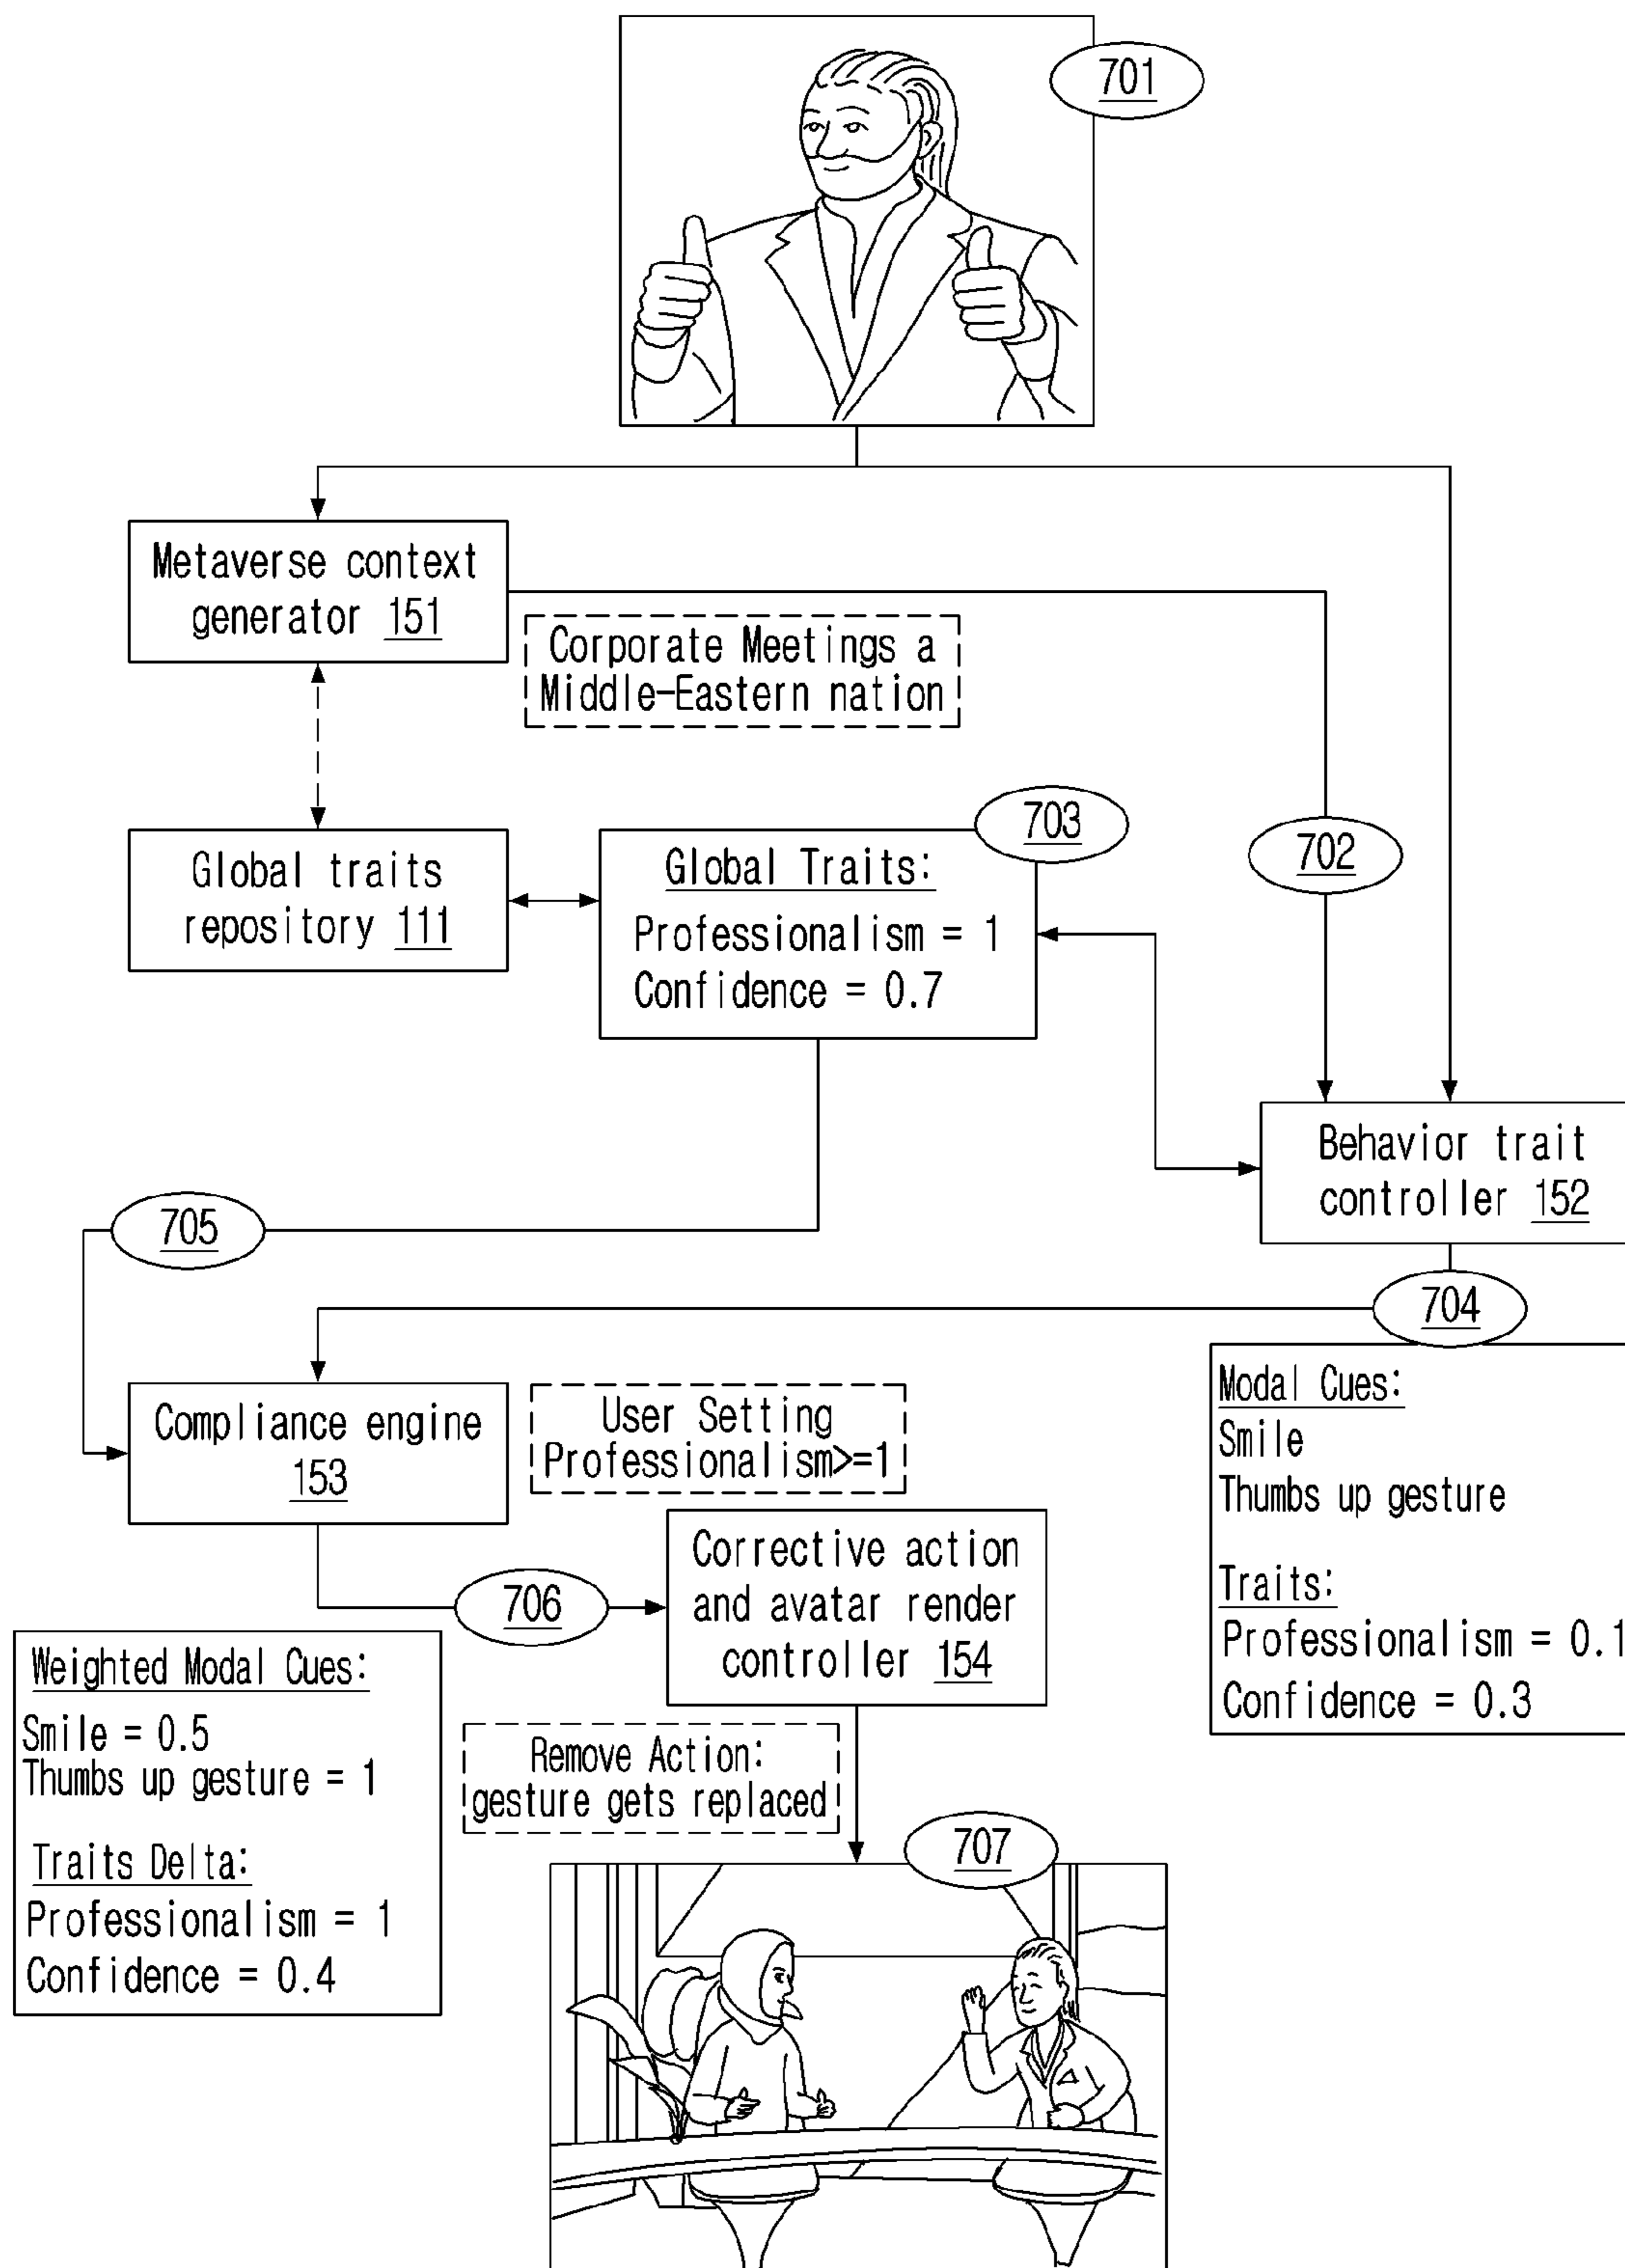 701
Metaverse context
generator 151
Corporate Meetings a
Middle-Eastern nation
703
702
Global traits
repository 111
Global Traits:
Professionalism = 1
Confidence = 0.7
Behavior trait
controller 152
705
704
Compliance engine
153
User Setting
Professionalism>=1
Modal Cues:
Smile
Thumbs up gesture
Traits:
Professionalism = 0.1
Confidence = 0.3
706
Corrective action
and avatar render
controller 154
Weighted Modal Cues:
Smile = 0.5
Thumbs up gesture = 1
Traits Delta:
Professionalism = 1
Confidence = 0.4
Remove Action:
gesture gets replaced
707